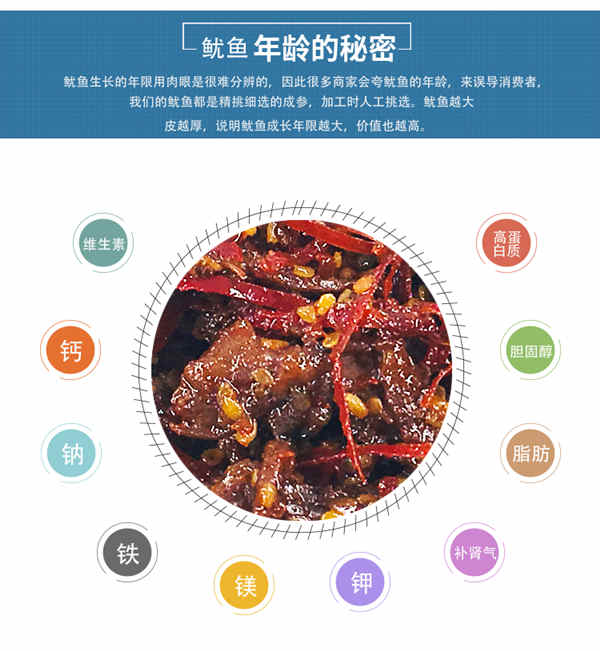 鱿鱼 年龄的秘密
鱿鱼生长的年限用肉眼是很难分辨的，因此很多商家会夸鱿鱼的年龄，来误导消费者，
我们的鱿鱼都是精挑细选的成参，加工时人工挑选。鱿鱼越大
皮越厚，说明鱿鱼成长年限越大，价值也越高。
维生素
高蛋
白质
钙
胆固醇
钠
脂肪
铁
补肾气
镁
钾